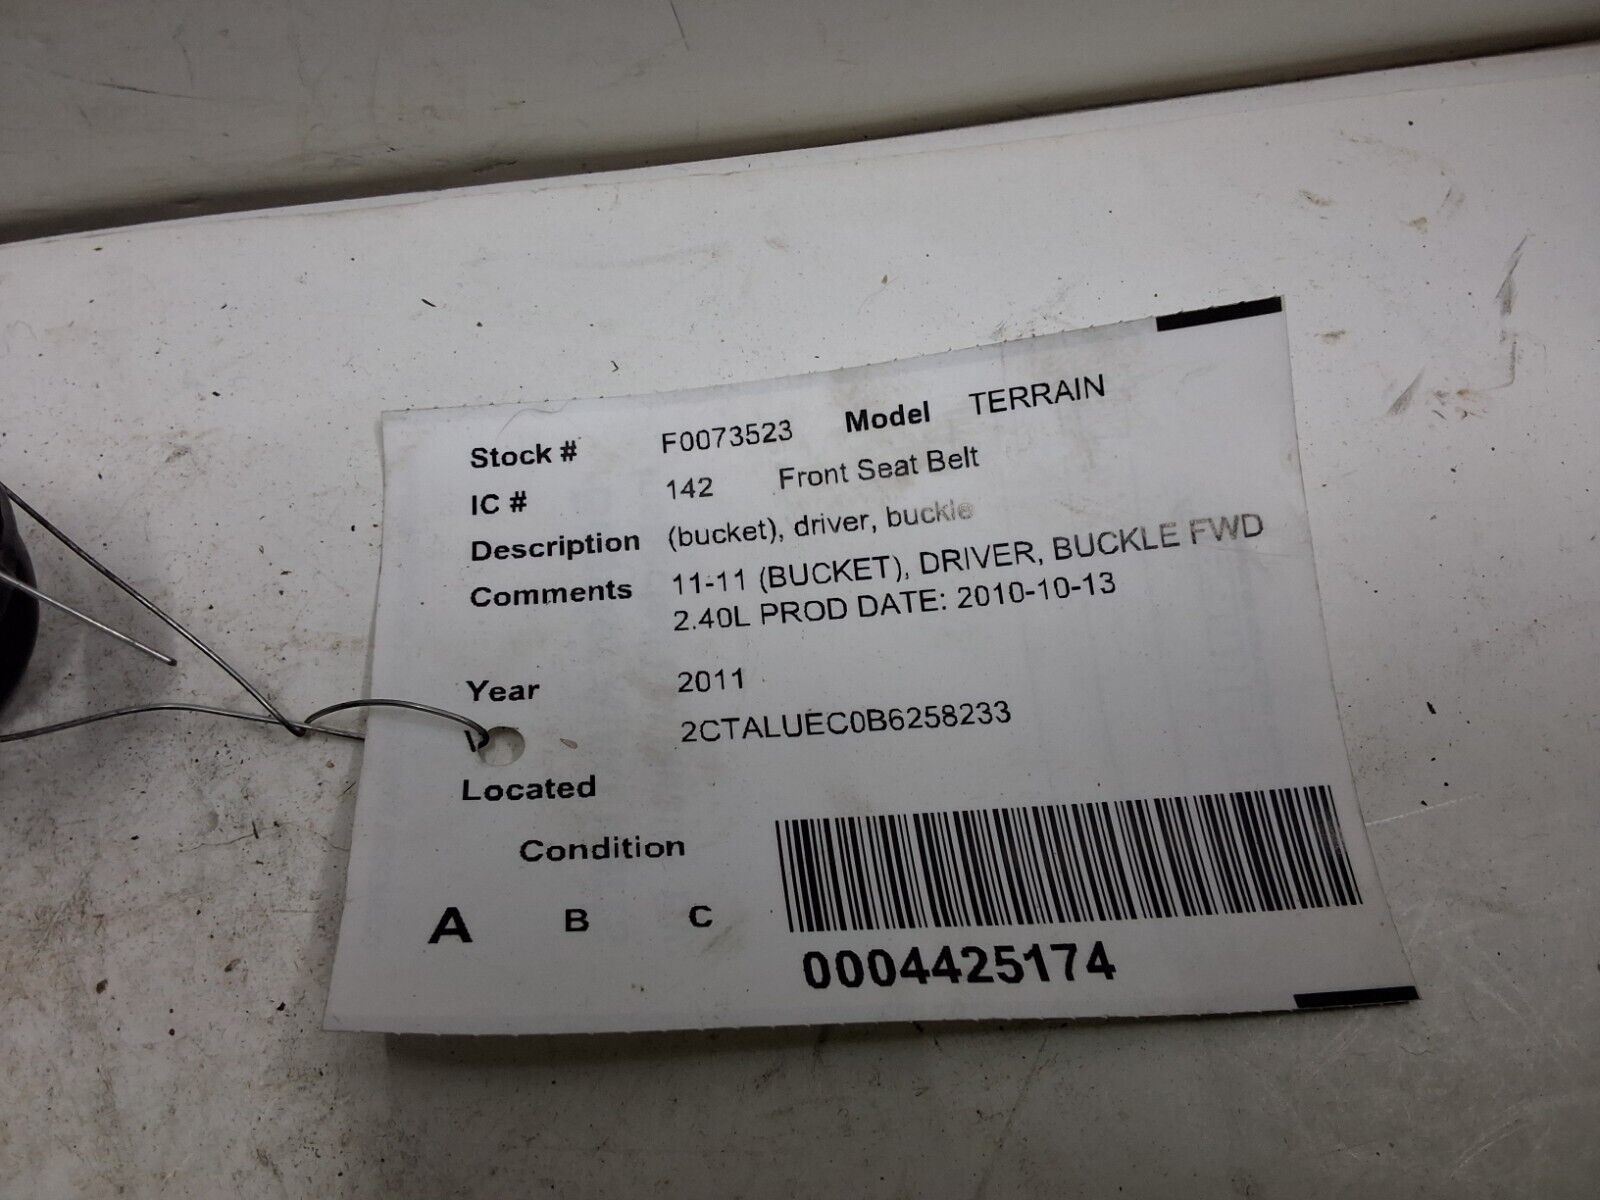 Stock # F0073523 Model TERRAIN
IC # 142 Front Seat Belt
Description (bucket), driver, buckle
Comments 11-11 (BUCKET), DRIVER, BUCKLE FWD
2.40L PROD DATE: 2010-10-13
Year 2011
2CTALUEC0B6258233
Located
Condition
A B C
0004425174